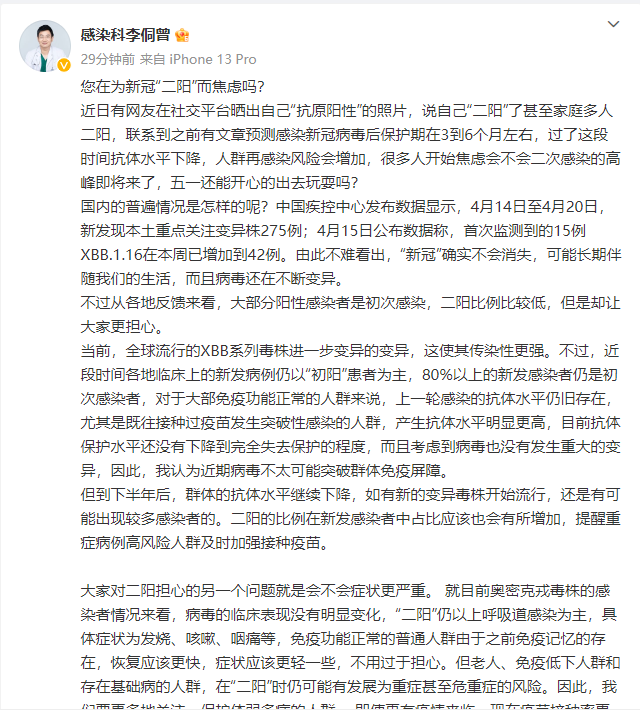 感染科李侗曾
29分钟前 来自 iPhone 13 Pro
您在为新冠“二阳”而焦虑吗？
近日有网友在社交平台晒出自己“抗原阳性”的照片，说自己“二阳”了甚至家庭多人
二阳，联系到之前有文章预测感染新冠病毒后保护期在3到6个月左右，过了这段
时间抗体水平下降，人群再感染风险会增加，很多人开始焦虑会不会二次感染的高
峰即将来了，五一还能开心的出去玩耍吗？
国内的普遍情况是怎样的呢？中国疾控中心发布数据显示，4月14日至4月20日，
新发现本土重点关注变异株275例；4月15日公布数据称，首次监测到的15例
XBB.1.16在本周已增加到42例。由此不难看出，“新冠”确实不会消失，可能长期伴
随我们的生活，而且病毒还在不断变异。
不过从各地反馈来看，大部分阳性感染者是初次感染，二阳比例比较低，但是却让
大家更担心。
当前，全球流行的XBB系列毒株进一步变异的变异，这使其传染性更强。不过，近
段时间各地临床上的新发病例仍以“初阳”患者为主，80%以上的新发感染者仍是初
次感染者，对于大部免疫功能正常的人群来说，上一轮感染的抗体水平仍旧存在，
尤其是既往接种过疫苗发生突破性感染的人群，产生抗体水平明显更高，目前抗体
保护水平还没有下降到完全失去保护的程度，而且考虑到病毒也没有发生重大的变
异，因此，我认为近期病毒不太可能突破群体免疫屏障。
但到下半年后，群体的抗体水平继续下降，如有新的变异毒株开始流行，还是有可
能出现较多感染者的。二阳的比例在新发感染者中占比应该也会有所增加，提醒重
症病例高风险人群及时加强接种疫苗。
大家对二阳担心的另一个问题就是会不会症状更严重。 就目前奥密克戎毒株的感
染者情况来看，病毒的临床表现没有明显变化，“二阳”仍以上呼吸道感染为主，具
体症状为发烧、咳嗽、咽痛等，免疫功能正常的普通人群由于之前免疫记忆的存
在，恢复应该更快，症状应该更轻一些，不用过于担心。但老人、免疫低下人群和
存在基础病的人群，在“二阳”时仍可能有发展为重症甚至危重症的风险。因此，我